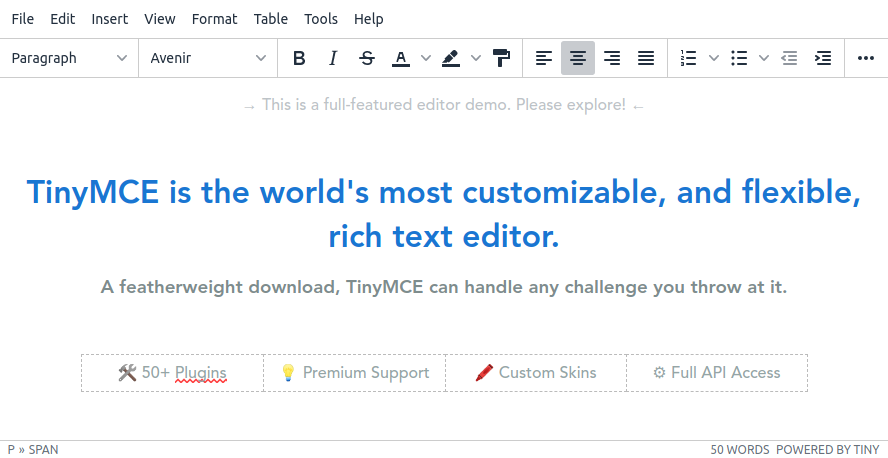 File Edit Insert View Format Table Tools Help
Paragraph Avenir B I S A
→ This is a full-featured editor demo. Please explore! ←
TinyMCE is the world's most customizable, and flexible,
rich text editor.
A featherweight download, TinyMCE can handle any challenge you throw at it.
🛠 50+ Plugins 💡 Premium Support 🖍 Custom Skins ⚙ Full API Access
P » SPAN 50 WORDS POWERED BY TINY